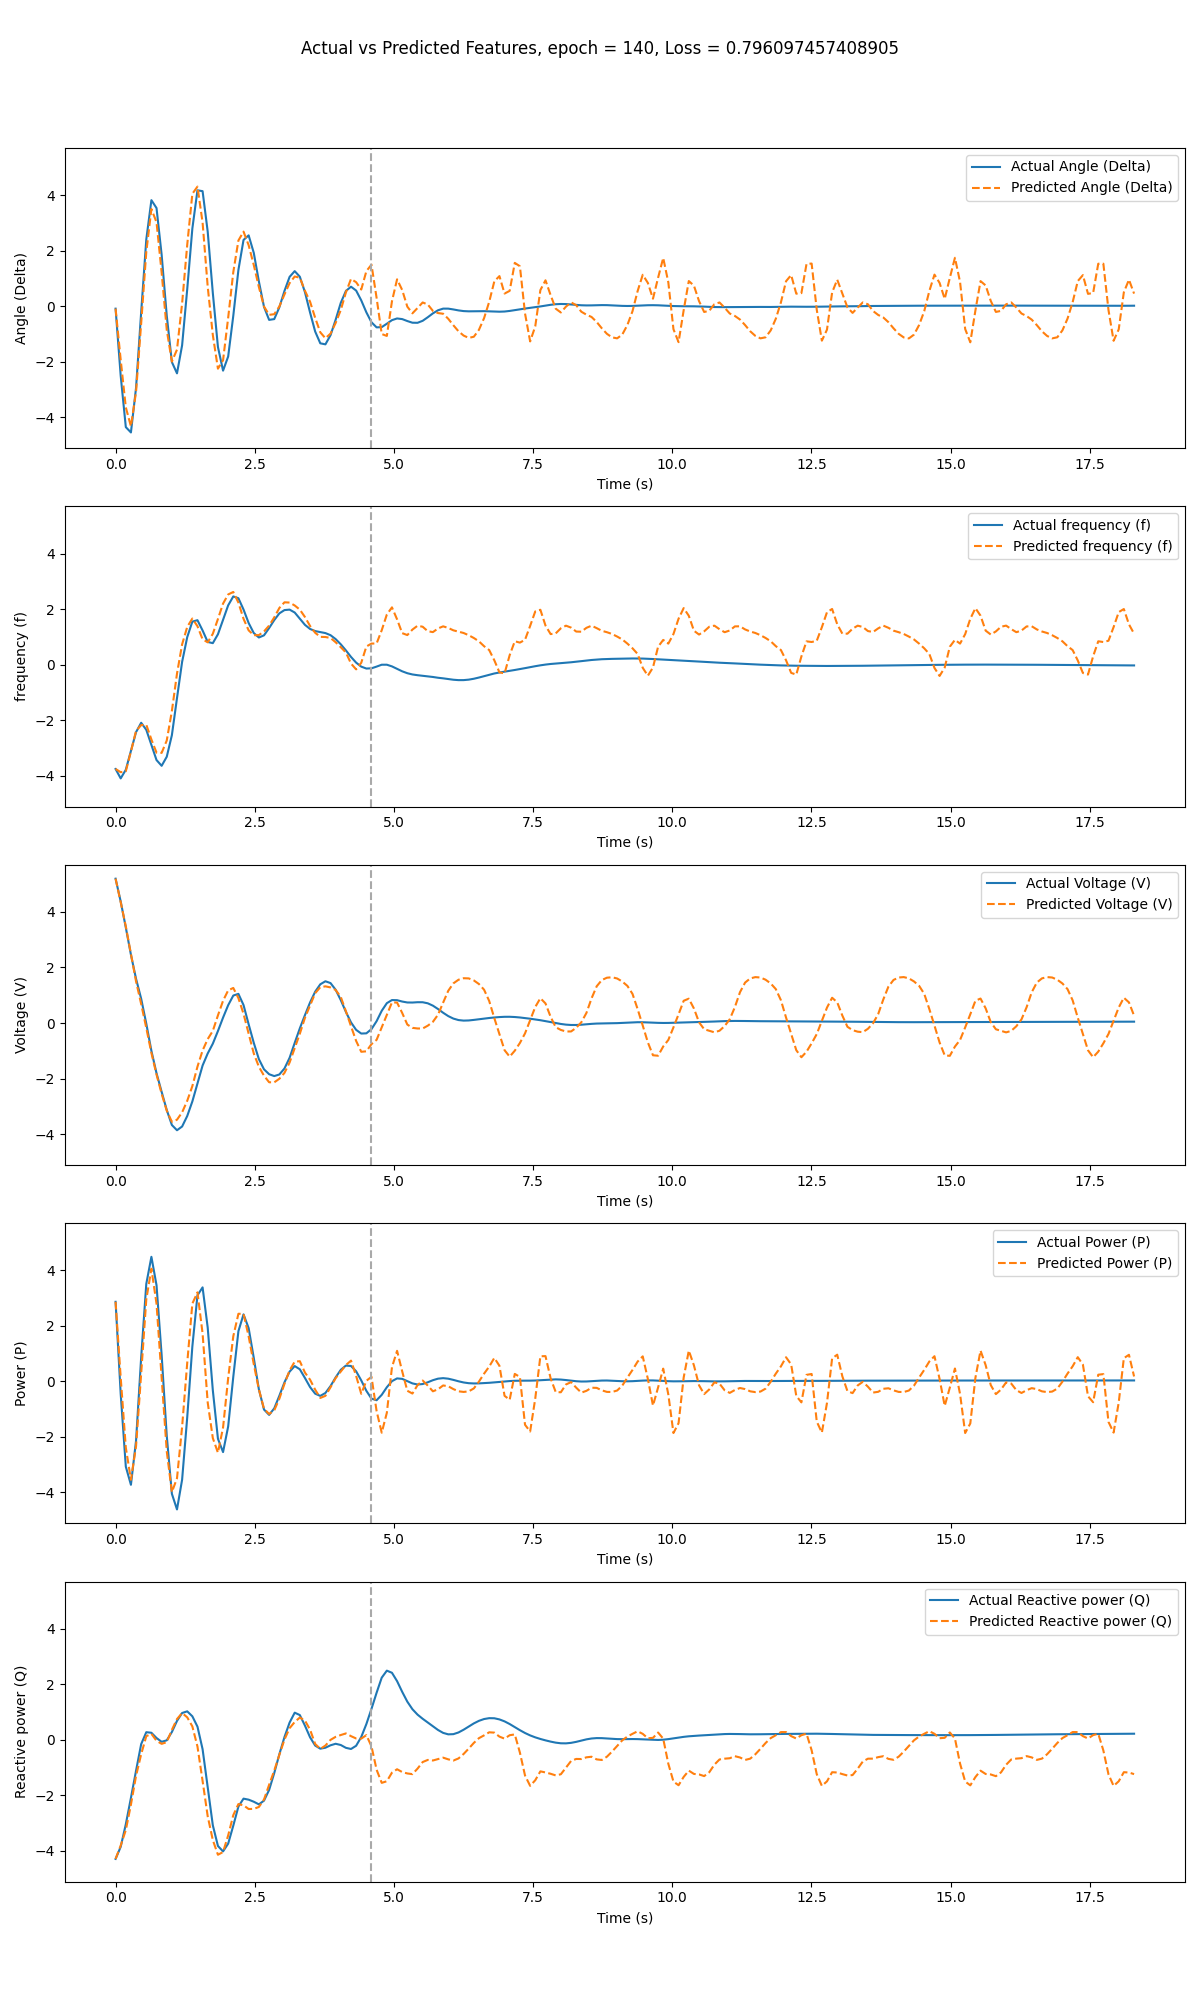 Actual vs Predicted Features, epoch = 140, Loss = 0.796097457408905
Actual Angle (Delta)
Predicted Angle (Delta)
Angle (Delta)
4
2
0
−2
−4
0.0 2.5 5.0 7.5 10.0 12.5 15.0 17.5
Time (s)
Actual frequency (f)
Predicted frequency (f)
frequency (f)
4
2
0
−2
−4
0.0 2.5 5.0 7.5 10.0 12.5 15.0 17.5
Time (s)
Actual Voltage (V)
Predicted Voltage (V)
Voltage (V)
4
2
0
−2
−4
0.0 2.5 5.0 7.5 10.0 12.5 15.0 17.5
Time (s)
Actual Power (P)
Predicted Power (P)
Power (P)
4
2
0
−2
−4
0.0 2.5 5.0 7.5 10.0 12.5 15.0 17.5
Time (s)
Actual Reactive power (Q)
Predicted Reactive power (Q)
Reactive power (Q)
4
2
0
−2
−4
0.0 2.5 5.0 7.5 10.0 12.5 15.0 17.5
Time (s)